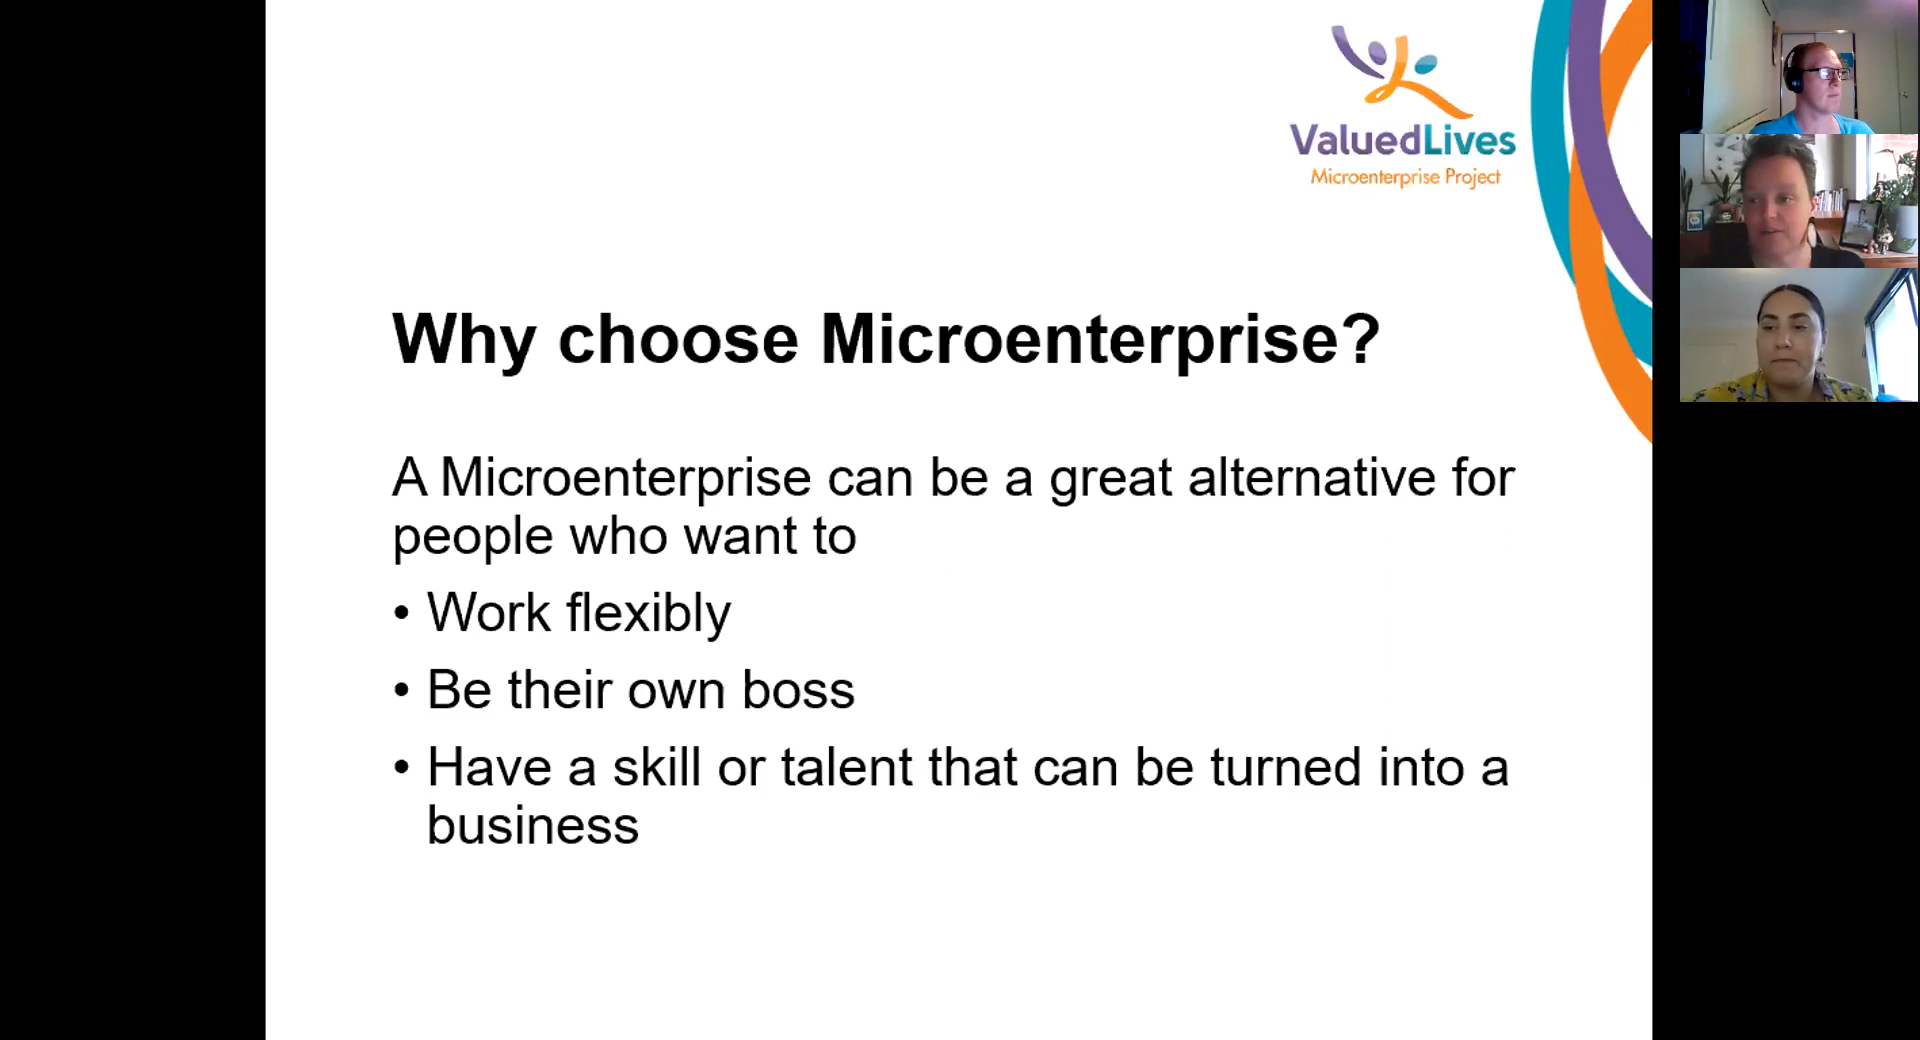 ValuedLives
Microenterprise Project
Why choose Microenterprise?
A Microenterprise can be a great alternative for
people who want to
• Work flexibly
• Be their own boss
• Have a skill or talent that can be turned into a
business